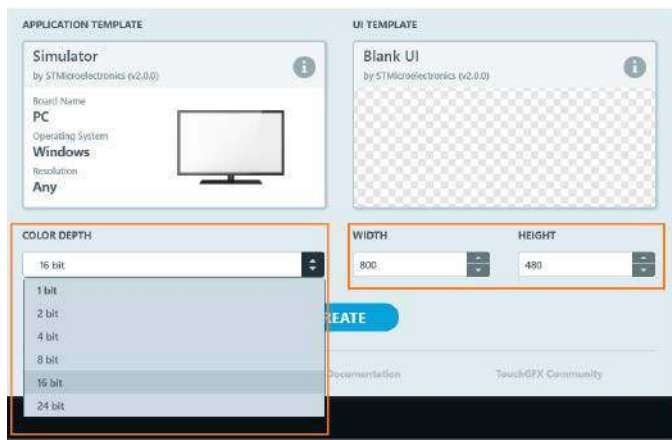 APPLICATION TEMPLATE
Simulator
by STMicroelectronics (v2.0.0)
Board Name
PC
Operating System
Windows
Resolution
Any
UI TEMPLATE
Blank UI
by STMicroelectronics (v2.0.0)
COLOR DEPTH
16 bit
1 bit
2 bit
4 bit
8 bit
16 bit
24 bit
WIDTH
800
HEIGHT
480
REATE
Documentation
TouchGFX Community